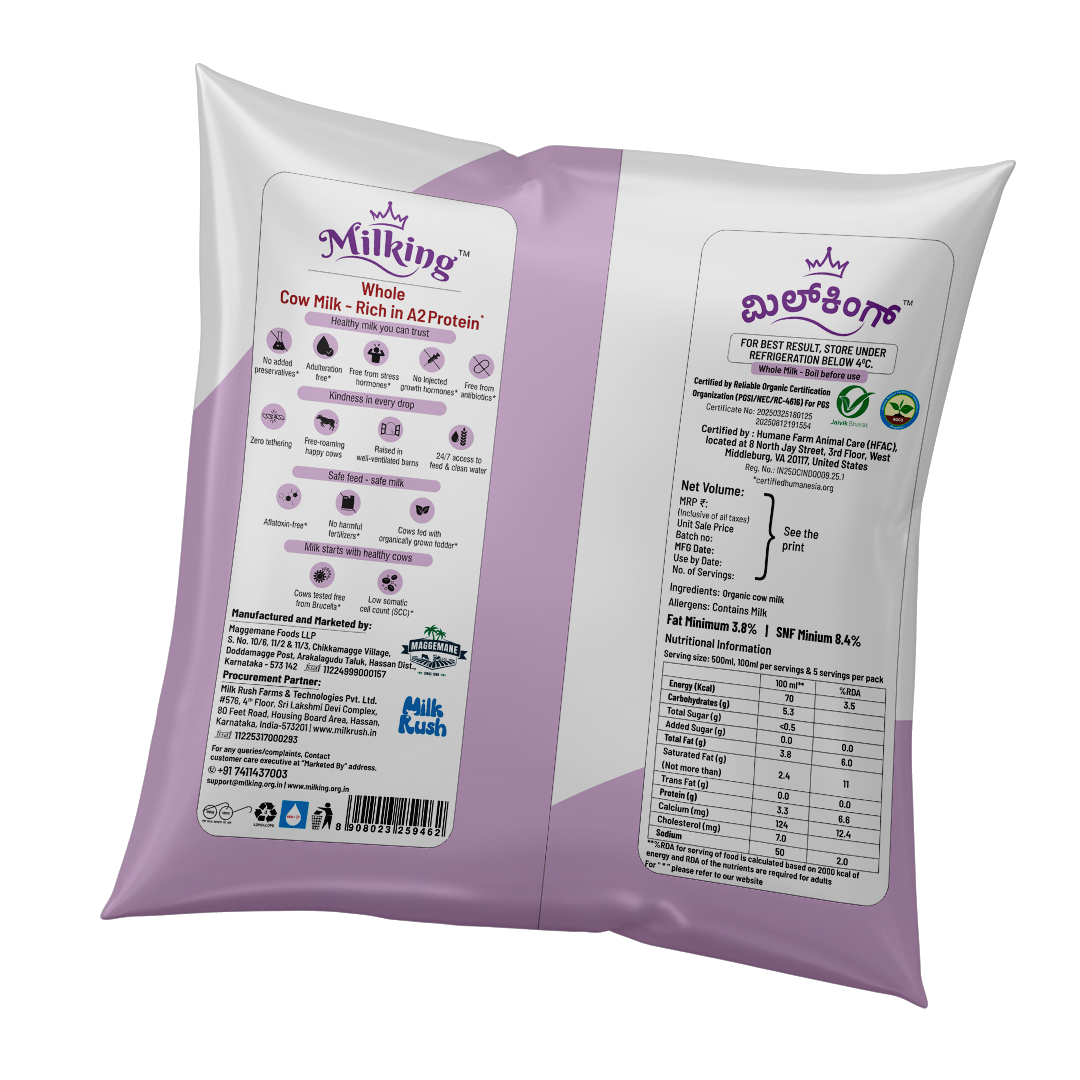 Milking™
Whole
Cow Milk - Rich in A2 Protein*
Healthy milk you can trust
No added
preservatives*
Adulteration
free*
Free from stress
hormones*
No injected
growth hormones*
Free from
antibiotics*
Kindness in every drop
Zero tethering
Free-roaming
happy cows
Raised in
well-ventilated barns
24/7 access to
feed & clean water
Safe feed - safe milk
Aflatoxin-free*
No harmful
fertilizers*
Cows fed with
organically grown fodder*
Milk starts with healthy cows
Cows tested free
from Brucella*
Low somatic
cell count (SCC)*
Manufactured and Marketed by:
Maggemane Foods LLP
S. No. 10/6, 11/2 & 11/3, Chikkamagge Village,
Doddamagge Post, Arakalagudu Taluk, Hassan Dist.,
Karnataka - 573 142 fssai 11224999000157
MAGGEMANE
Procurement Partner:
Milk Rush Farms & Technologies Pvt. Ltd.
#576, 4th Floor, Sri Lakshmi Devi Complex,
80 Feet Road, Housing Board Area, Hassan,
Karnataka, India-573201 | www.milkrush.in
fssai 11225317000293
Milk
Rush
For any queries/complaints, Contact
customer care executive at "Marketed By" address.
+91 7411437003
support@milking.org.in | www.milking.org.in
8 908023 259462
ಮಿಲ್ಕಿಂಗ್™
FOR BEST RESULT, STORE UNDER
REFRIGERATION BELOW 4ºC.
Whole Milk - Boil before use
Certified by Reliable Organic Certification
Organization (PGSI/NEC/RC-4616) For PGS
Certificate No: 20250325180125
20250812191554
Jaivik Bharat
Certified by : Humane Farm Animal Care (HFAC),
located at 8 North Jay Street, 3rd Floor, West
Middleburg, VA 20117, United States
Reg. No.: IN25DCIND0009.25.1
*certifiedhumanesia.org
Net Volume:
MRP ₹:
(Inclusive of all taxes)
Unit Sale Price
Batch no:
MFG Date:
Use by Date:
No. of Servings:
See the
print
Ingredients: Organic cow milk
Allergens: Contains Milk
Fat Minimum 3.8% | SNF Minium 8.4%
Nutritional Information
Serving size: 500ml, 100ml per servings & 5 servings per pack
100 ml** %RDA
Energy (Kcal) 70 3.5
Carbohydrates (g) 5.3
Total Sugar (g) <0.5
Added Sugar (g) 0.0 0.0
Total Fat (g) 3.8 6.0
Saturated Fat (g)
(Not more than) 2.4 11
Trans Fat (g) 0.0 0.0
Protein (g) 3.3 6.6
Calcium (mg) 124 12.4
Cholesterol (mg) 7.0
Sodium 50 2.0
**%RDA for serving of food is calculated based on 2000 kcal of
energy and RDA of the nutrients are required for adults
For " * " please refer to our website